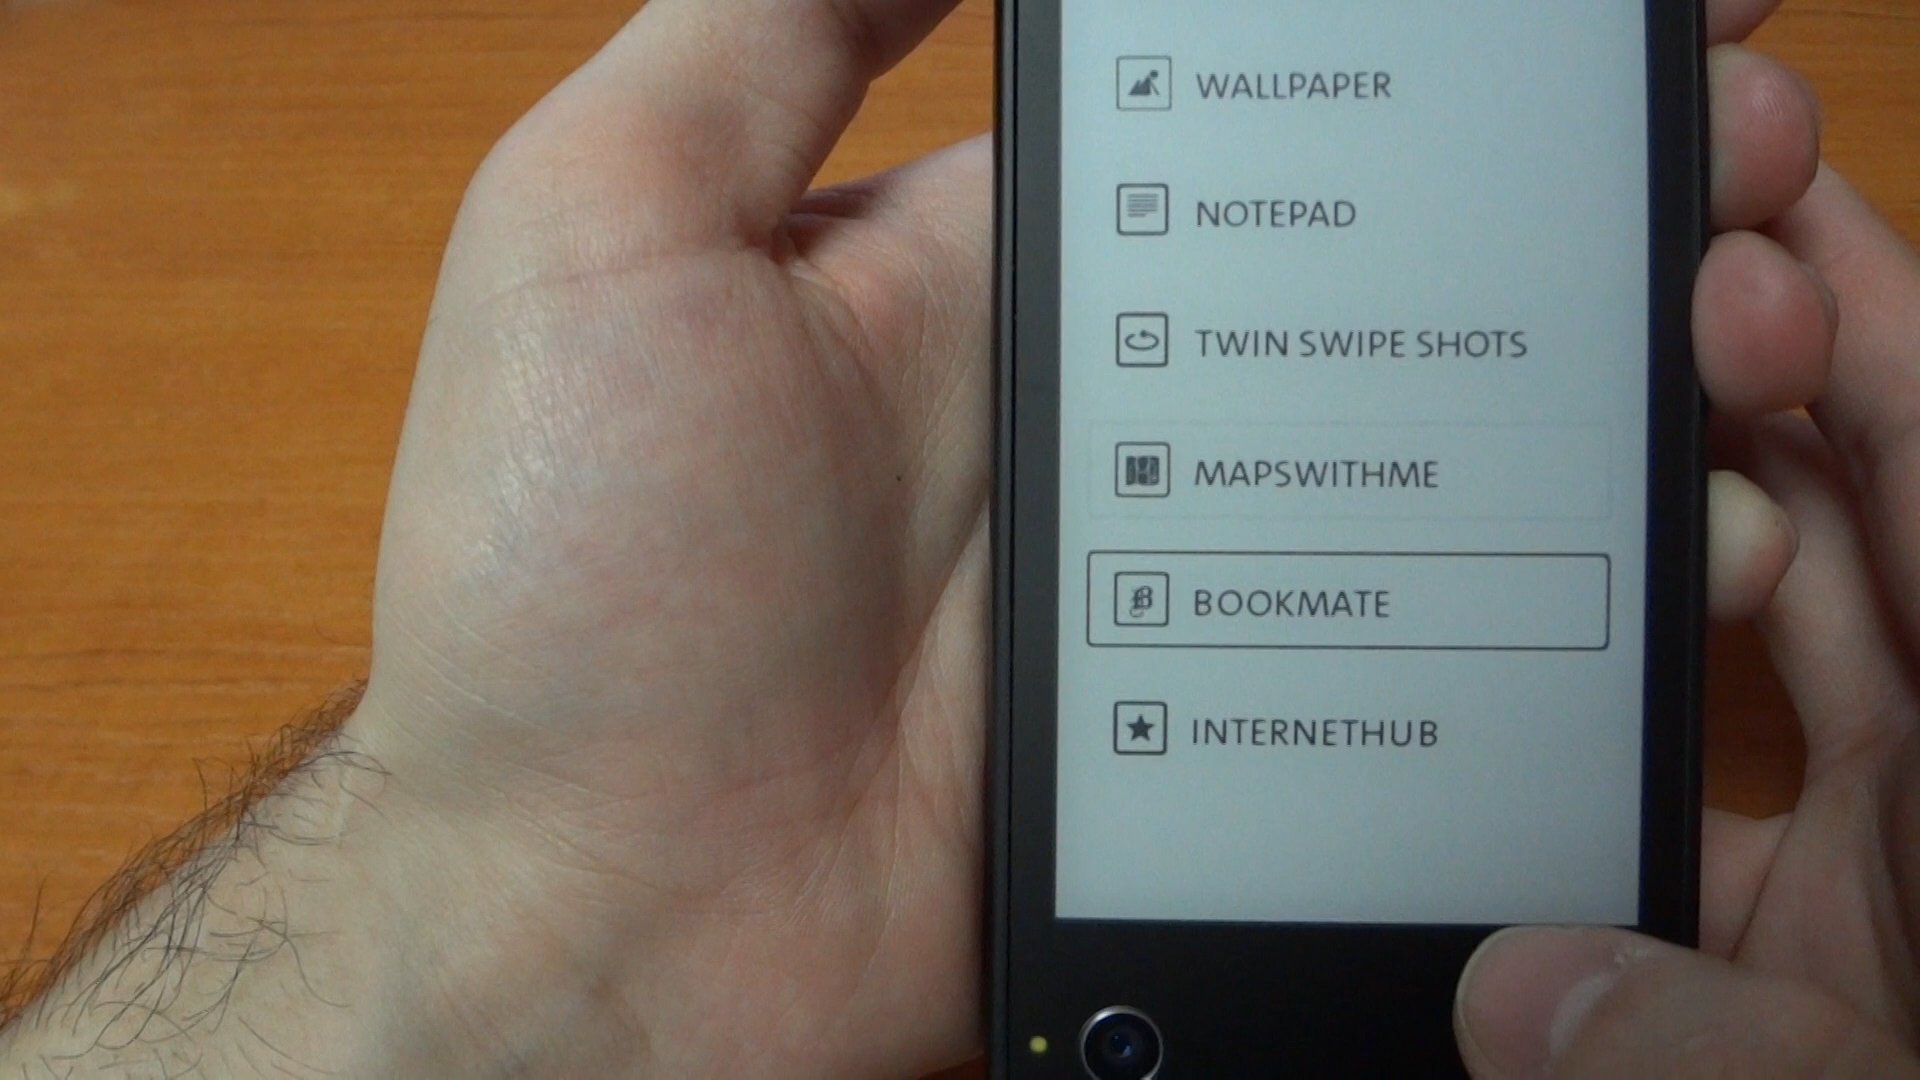 WALLPAPER
NOTEPAD
TWIN SWIPE SHOTS
MAPSWITHME
BOOKMATE
INTERNETHUB